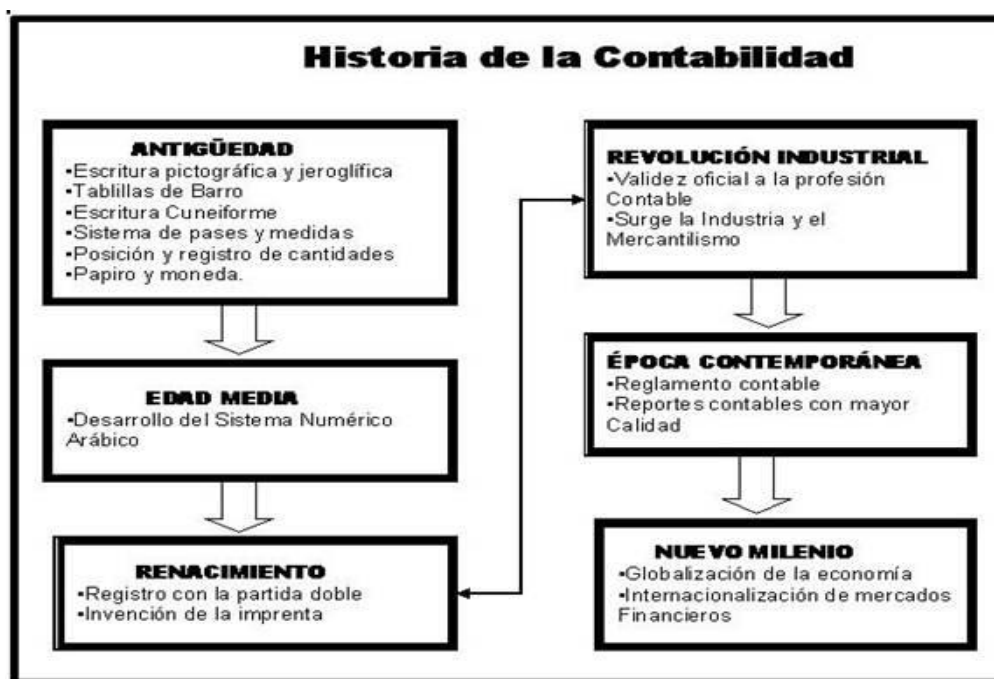 Historia de la Contabilidad
ANTIGÜEDAD
▪Escritura pictográfica y jeroglífica
▪Tablillas de Barro
▪Escritura Cuneiforme
▪Sistema de pases y medidas
▪Posición y registro de cantidades
▪Papiro y moneda.
EDAD MEDIA
▪Desarrollo del Sistema Numérico
Arábico
RENACIMIENTO
▪Registro con la partida doble
▪Invención de la imprenta
REVOLUCIÓN INDUSTRIAL
▪Validez oficial a la profesión
Contable
▪Surge la Industria y el
Mercantilismo
ÉPOCA CONTEMPORÁNEA
▪Reglamento contable
▪Reportes contables con mayor
Calidad
NUEVO MILENIO
▪Globalización de la economía
▪Internacionalización de mercados
Financieros